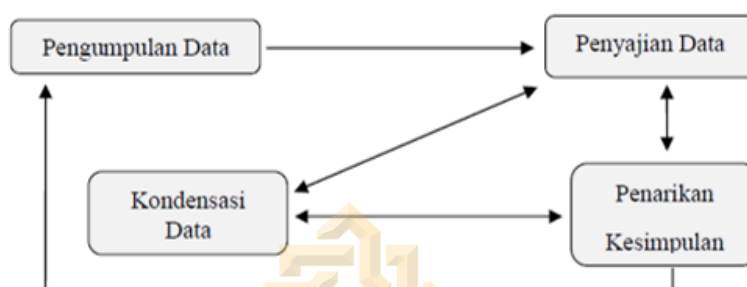 Pengumpulan Data
Penyajian Data
Kondensasi
Data
Penarikan
Kesimpulan